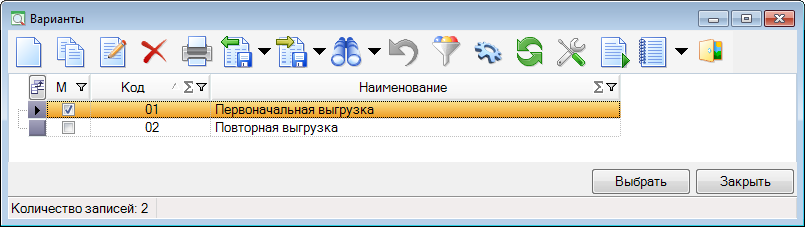 Варианты
М Код Наименование
01 Первоначальная выгрузка
02 Повторная выгрузка
Выбрать Закрыть
Количество записей: 2